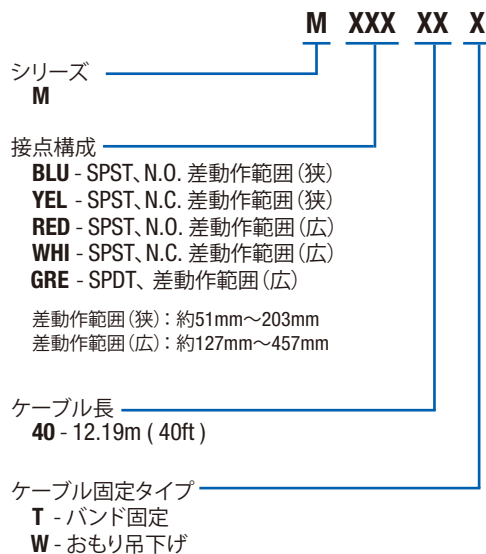 M XXX XX X
シリーズ
M
接点構成
BLU - SPST、N.O. 差動作範囲（狭）
YEL - SPST、N.C. 差動作範囲（狭）
RED - SPST、N.O. 差動作範囲（広）
WHI - SPST、N.C. 差動作範囲（広）
GRE - SPDT、 差動作範囲（広）
差動作範囲（狭）：約51mm～203mm
差動作範囲（広）：約127mm～457mm
ケーブル長
40 - 12.19m ( 40ft )
ケーブル固定タイプ
T - バンド固定
W - おもり吊下げ